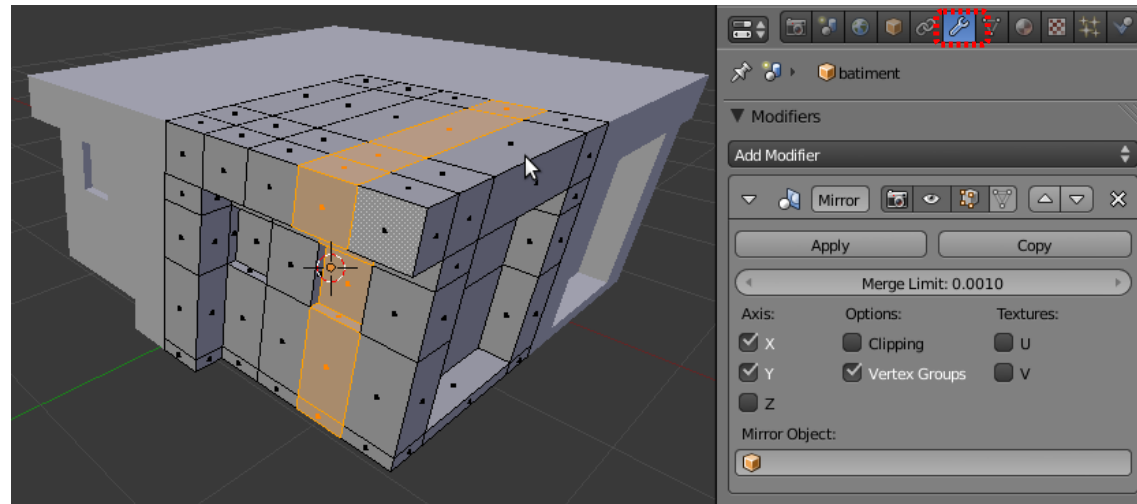 batiment
Modifiers
Add Modifier
Mirror
Apply Copy
Merge Limit: 0.0010
Axis: Options: Textures:
X Clipping U
Y Vertex Groups V
Z
Mirror Object: